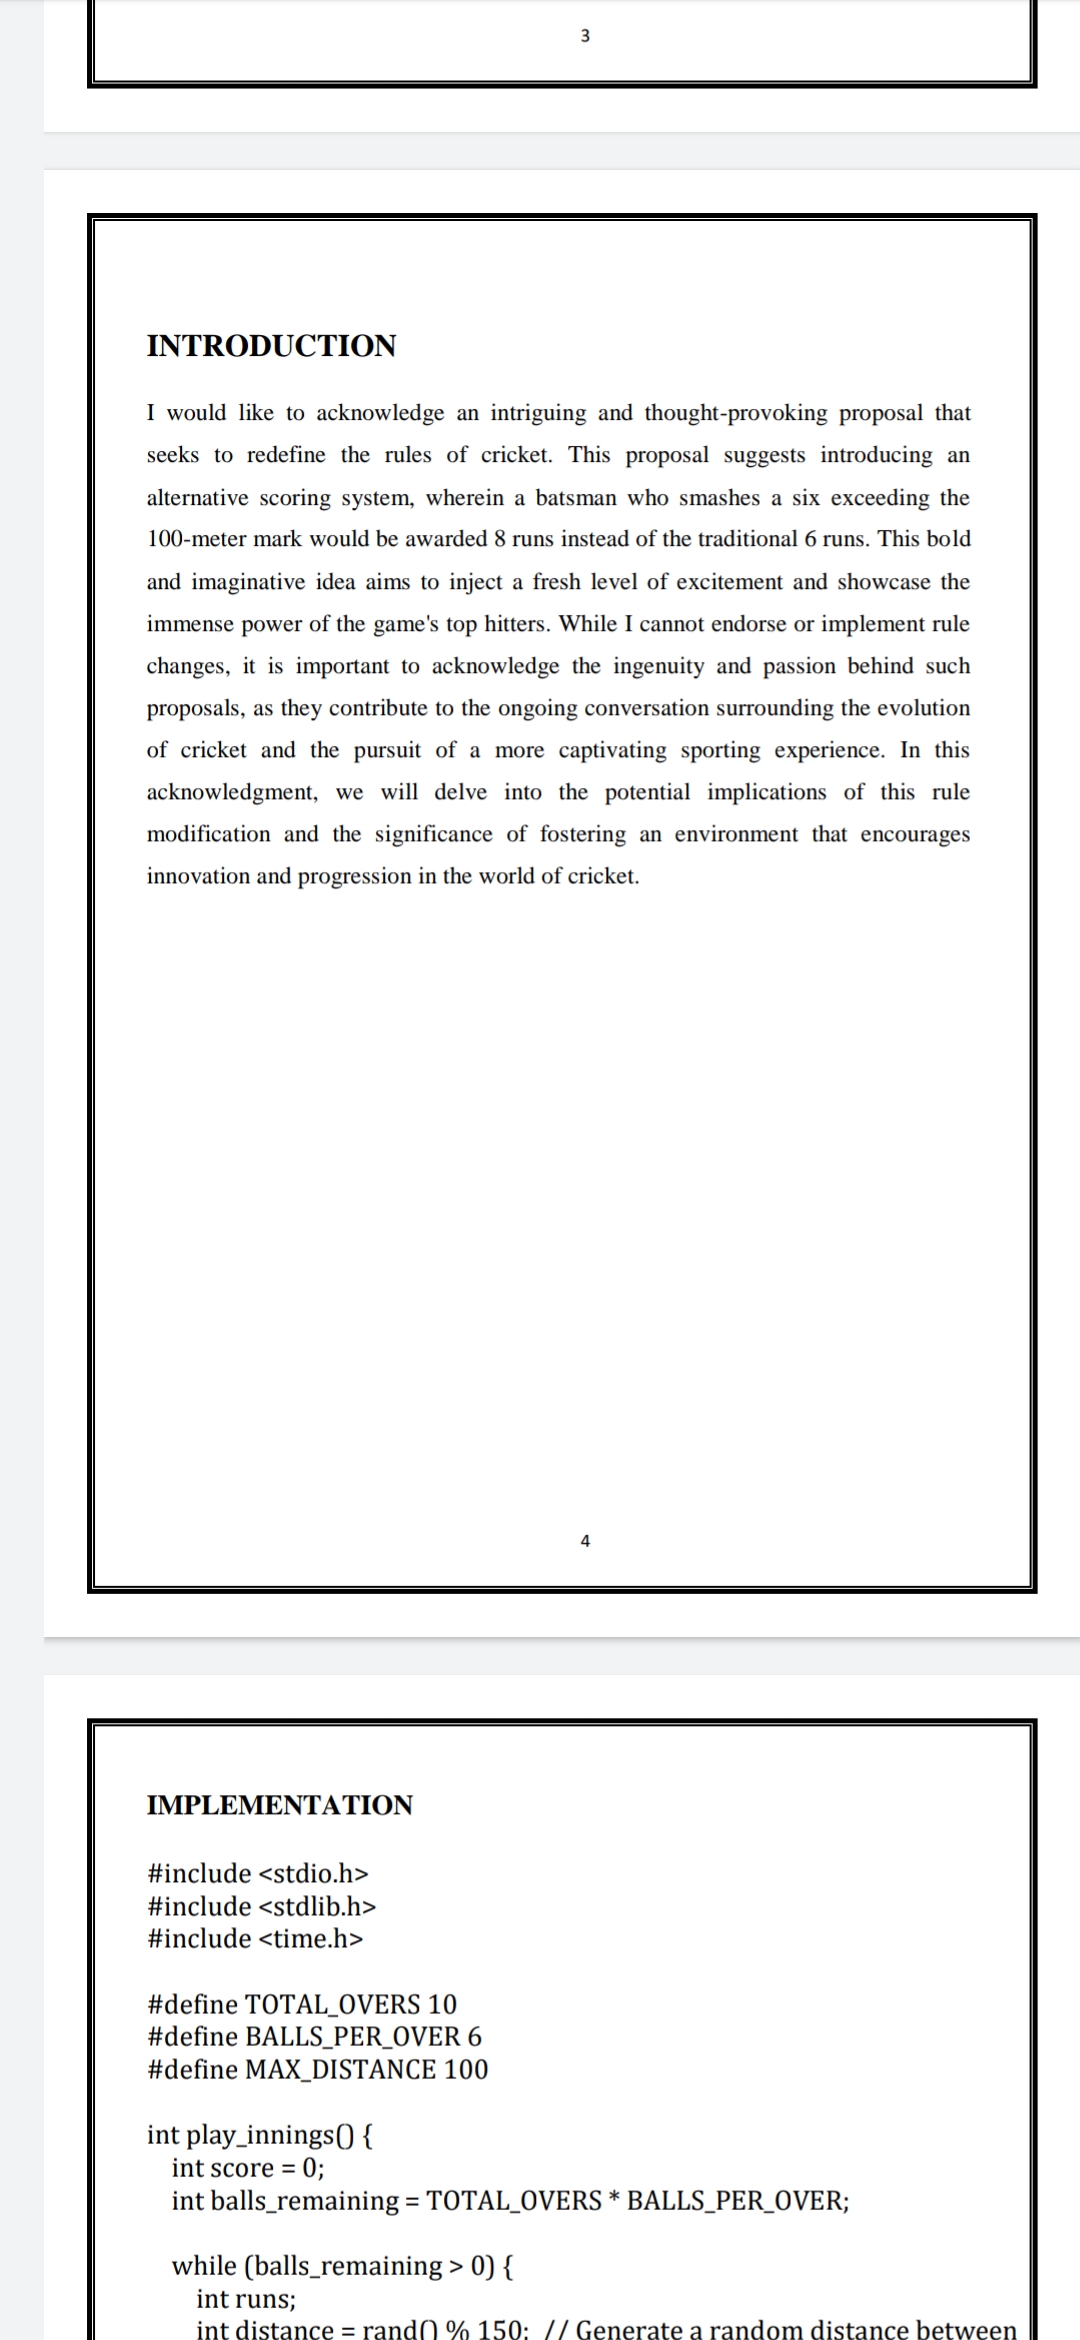 3
INTRODUCTION
I would like to acknowledge an intriguing and thought-provoking proposal that
seeks to redefine the rules of cricket. This proposal suggests introducing an
alternative scoring system, wherein a batsman who smashes a six exceeding the
100-meter mark would be awarded 8 runs instead of the traditional 6 runs. This bold
and imaginative idea aims to inject a fresh level of excitement and showcase the
immense power of the game's top hitters. While I cannot endorse or implement rule
changes, it is important to acknowledge the ingenuity and passion behind such
proposals, as they contribute to the ongoing conversation surrounding the evolution
of cricket and the pursuit of a more captivating sporting experience. In this
acknowledgment, we will delve into the potential implications of this rule
modification and the significance of fostering an environment that encourages
innovation and progression in the world of cricket.
4
IMPLEMENTATION
#include <stdio.h>
#include <stdlib.h>
#include <time.h>
#define TOTAL_OVERS 10
#define BALLS_PER_OVER 6
#define MAX_DISTANCE 100
int play_innings() {
int score = 0;
int balls_remaining = TOTAL_OVERS * BALLS_PER_OVER;
while (balls_remaining > 0) {
int runs;
int distance = rand() % 150; // Generate a random distance between